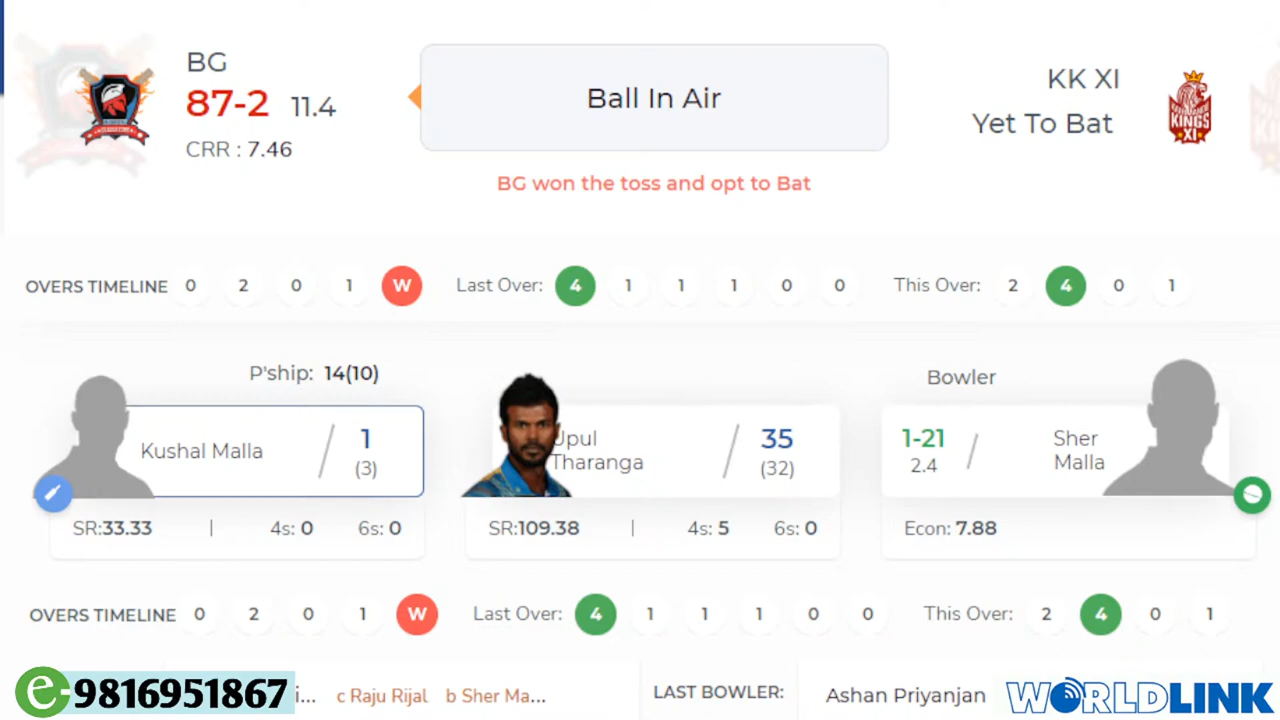 BG
87-2 11.4
CRR : 7.46
Ball In Air
BG won the toss and opt to Bat
KK XI
Yet To Bat
KINGS XI
OVERS TIMELINE 0 2 0 1 W Last Over: 4 1 1 1 0 0 This Over: 2 4 0 1
P'ship: 14(10)
Kushal Malla 1 (3)
SR:33.33 | 4s: 0 6s: 0
Upul Tharanga 35 (32)
SR:109.38 | 4s: 5 6s: 0
Bowler
1-21 2.4 Sher Malla
Econ: 7.88
OVERS TIMELINE 0 2 0 1 W Last Over: 4 1 1 1 0 0 This Over: 2 4 0 1
e-9816951867 i... c Raju Rijal b Sher Ma... LAST BOWLER: Ashan Priyanjan WORLDLINK